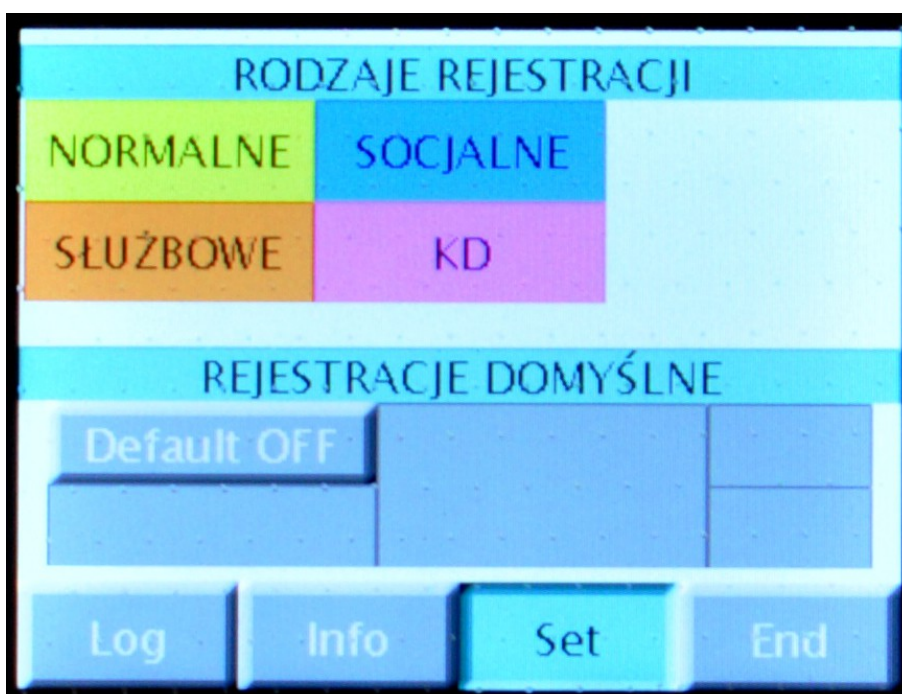 RODZAJE REJESTRACJI
NORMALNE SOCJALNE
SŁUŻBOWE KD
REJESTRACJE DOMYŚLNE
Default OFF
Log Info Set End